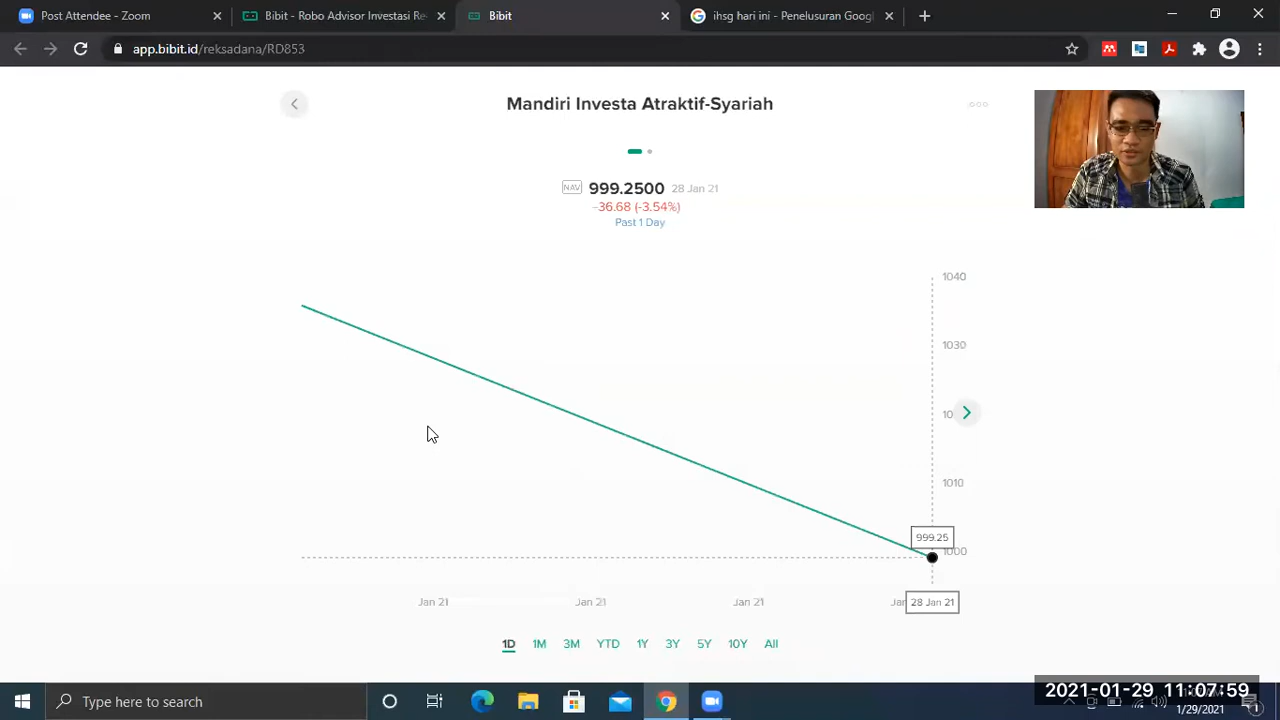 Post Attendee - Zoom
Bibit - Robo Advisor Investasi Re
Bibit
ihsg hari ini - Penelusuran Googl
app.bibit.id/reksadana/RD853
Mandiri Investa Atraktif-Syariah
NAV 999.2500 28 Jan 21
-36.68 (-3.54%)
Past 1 Day
1040
1030
1010
999.25
1000
Jan 21 Jan 21 Jan 21 28 Jan 21
1D 1M 3M YTD 1Y 3Y 5Y 10Y All
Type here to search
2021-01-29 11:07:59
1/29/2021